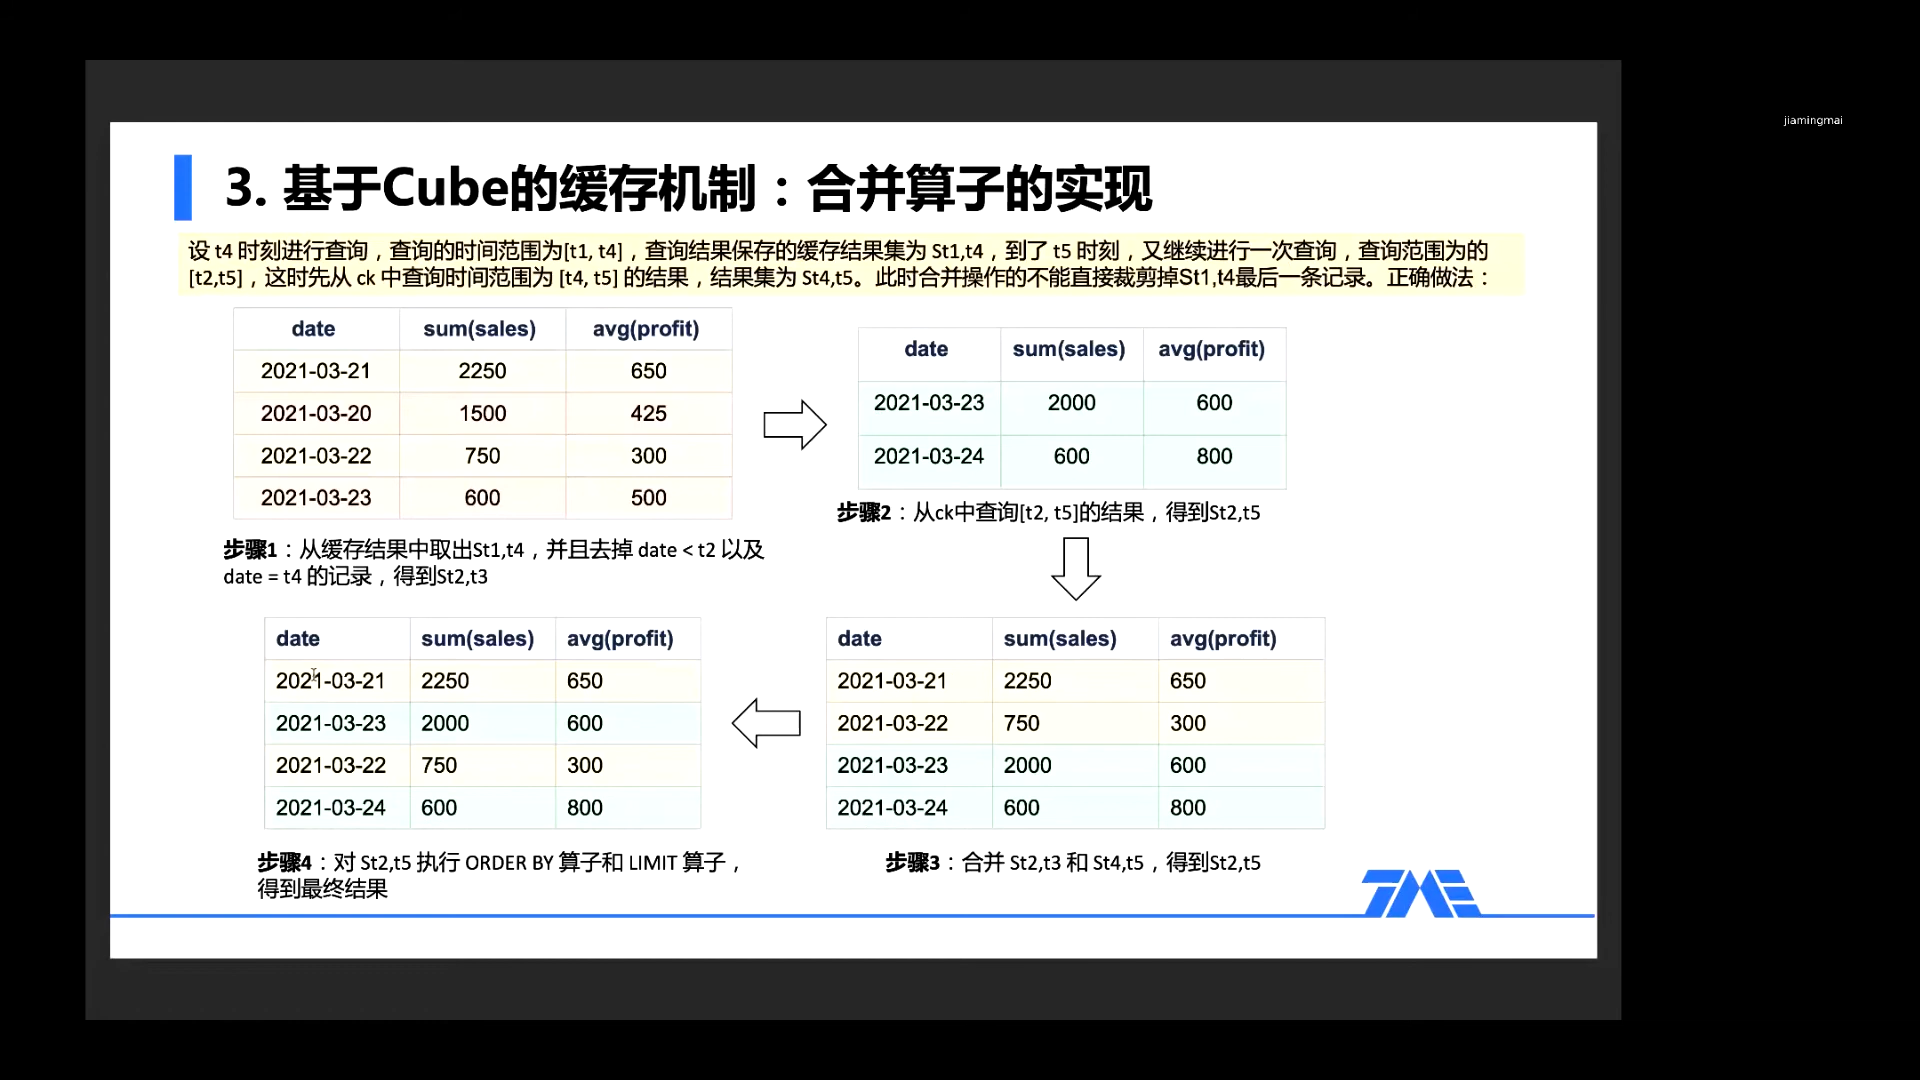 jiamingmai
3. 基于Cube的缓存机制：合并算子的实现
设 t4 时刻进行查询，查询的时间范围为[t1, t4]，查询结果保存的缓存结果集为 St1,t4，到了 t5 时刻，又继续进行一次查询，查询范围为的
[t2,t5]，这时先从 ck 中查询时间范围为 [t4, t5] 的结果，结果集为 St4,t5。此时合并操作的不能直接裁剪掉St1,t4最后一条记录。正确做法：
date sum(sales) avg(profit)
2021-03-21 2250 650
2021-03-20 1500 425
2021-03-22 750 300
2021-03-23 600 500
步骤1：从缓存结果中取出St1,t4，并且去掉 date < t2 以及
date = t4 的记录，得到St2,t3
date sum(sales) avg(profit)
2021-03-23 2000 600
2021-03-24 600 800
步骤2：从ck中查询[t2, t5]的结果，得到St2,t5
date sum(sales) avg(profit)
2021-03-21 2250 650
2021-03-22 750 300
2021-03-23 2000 600
2021-03-24 600 800
步骤3：合并 St2,t3 和 St4,t5，得到St2,t5
date sum(sales) avg(profit)
2021-03-21 2250 650
2021-03-23 2000 600
2021-03-22 750 300
2021-03-24 600 800
步骤4：对 St2,t5 执行 ORDER BY 算子和 LIMIT 算子，
得到最终结果